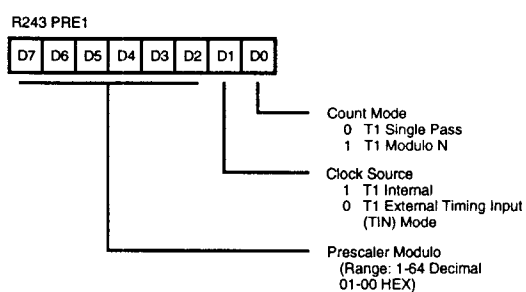 R243 PRE1
D7 D6 D5 D4 D3 D2 D1 D0
Count Mode
0 T1 Single Pass
1 T1 Modulo N
Clock Source
1 T1 Internal
0 T1 External Timing Input
(TIN) Mode
Prescaler Modulo
(Range: 1-64 Decimal
01-00 HEX)